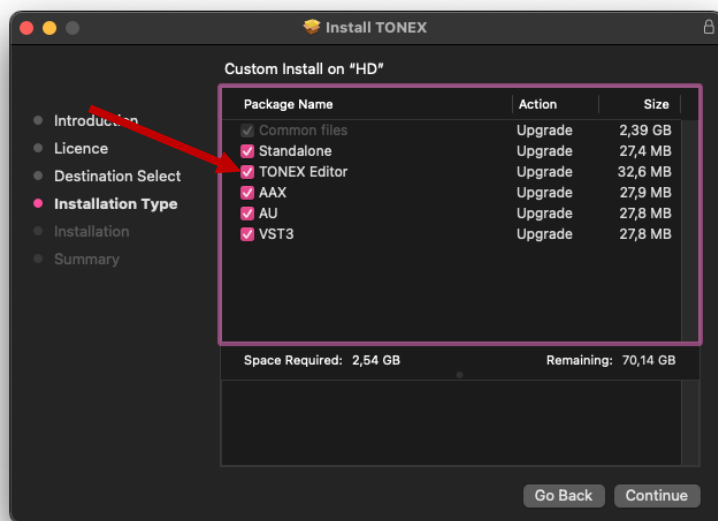 Install TONEX
Custom Install on “HD”
Introduction
Licence
Destination Select
Installation Type
Installation
Summary
Package Name Action Size
Common files Upgrade 2,39 GB
Standalone Upgrade 27,4 MB
TONEX Editor Upgrade 32,6 MB
AAX Upgrade 27,9 MB
AU Upgrade 27,8 MB
VST3 Upgrade 27,8 MB
Space Required: 2,54 GB Remaining: 70,14 GB
Go Back Continue